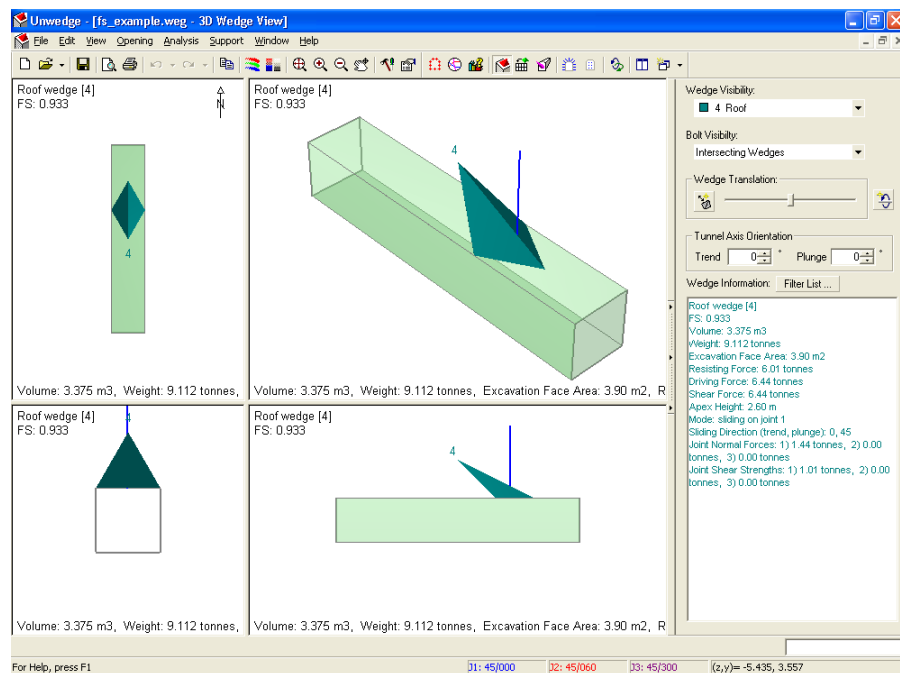 Unwedge - [fs_example.weg - 3D Wedge View]
File Edit View Opening Analysis Support Window Help
Roof wedge [4]
FS: 0.933
N
4
Volume: 3.375 m3, Weight: 9.112 tonnes,
Roof wedge [4]
FS: 0.933
4
Volume: 3.375 m3, Weight: 9.112 tonnes, Excavation Face Area: 3.90 m2, R
Roof wedge [4]
FS: 0.933
4
Volume: 3.375 m3, Weight: 9.112 tonnes,
Roof wedge [4]
FS: 0.933
4
Volume: 3.375 m3, Weight: 9.112 tonnes, Excavation Face Area: 3.90 m2, R
Wedge Visibility:
4 Roof
Bolt Visibilty:
Intersecting Wedges
Wedge Translation:
Tunnel Axis Orientation
Trend 0 ° Plunge 0 °
Wedge Information: Filter List ...
Roof wedge [4]
FS: 0.933
Volume: 3.375 m3
Weight: 9.112 tonnes
Excavation Face Area: 3.90 m2
Resisting Force: 6.01 tonnes
Driving Force: 6.44 tonnes
Shear Force: 6.44 tonnes
Apex Height: 2.60 m
Mode: sliding on joint 1
Sliding Direction (trend, plunge): 0, 45
Joint Normal Forces: 1) 1.44 tonnes, 2) 0.00
tonnes, 3) 0.00 tonnes
Joint Shear Strengths: 1) 1.01 tonnes, 2) 0.00
tonnes, 3) 0.00 tonnes
For Help, press F1
J1: 45/000
J2: 45/060
J3: 45/300
(z,y)= -5.435, 3.557